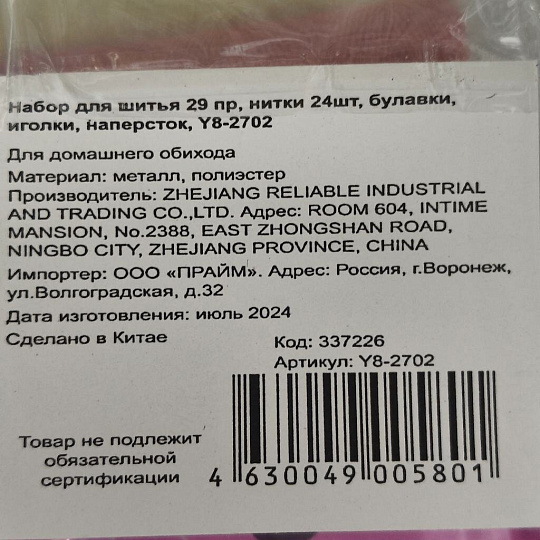 Набор для шитья 29 пр, нитки 24шт, булавки,
иголки, наперсток, Y8-2702
Для домашнего обихода
Материал: металл, полиэстер
Производитель: ZHEJIANG RELIABLE INDUSTRIAL
AND TRADING CO.,LTD. Адрес: ROOM 604, INTIME
MANSION, No.2388, EAST ZHONGSHAN ROAD,
NINGBO CITY, ZHEJIANG PROVINCE, CHINA
Импортер: ООО «ПРАЙМ». Адрес: Россия, г.Воронеж,
ул.Волгоградская, д.32
Дата изготовления: июль 2024
Сделано в Китае
Код: 337226
Артикул: Y8-2702
Товар не подлежит
обязательной
сертификации
4 630049 005801